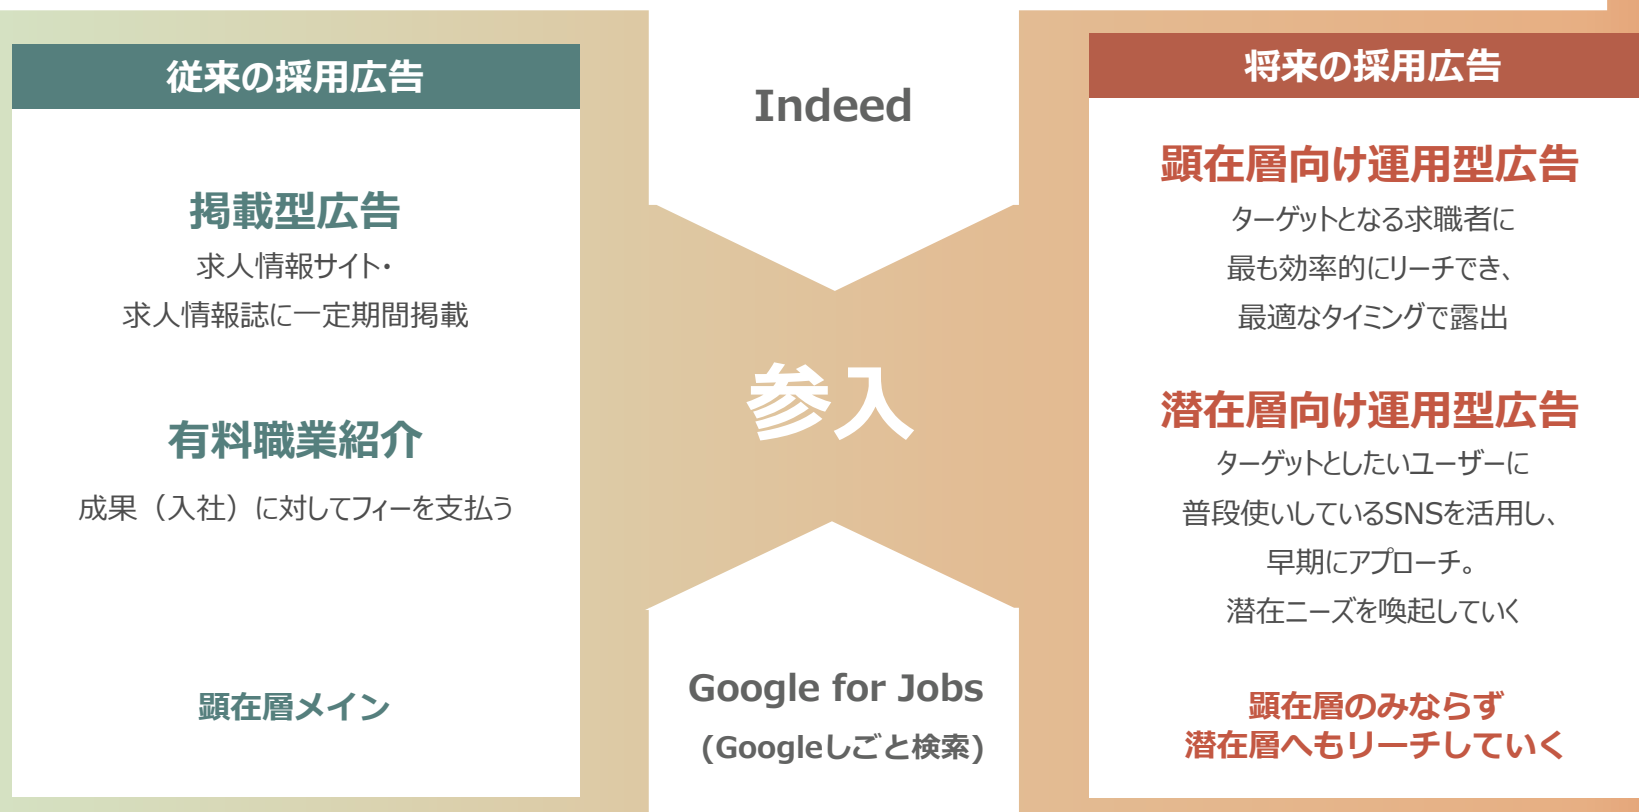 従来の採用広告
掲載型広告
求人情報サイト・
求人情報誌に一定期間掲載
有料職業紹介
成果（入社）に対してフィーを支払う
顕在層メイン
Indeed
参入
Google for Jobs
(Googleしごと検索)
将来の採用広告
顕在層向け運用型広告
ターゲットとなる求職者に
最も効率的にリーチでき、
最適なタイミングで露出
潜在層向け運用型広告
ターゲットとしたいユーザーに
普段使いしているSNSを活用し、
早期にアプローチ。
潜在ニーズを喚起していく
顕在層のみならず
潜在層へもリーチしていく